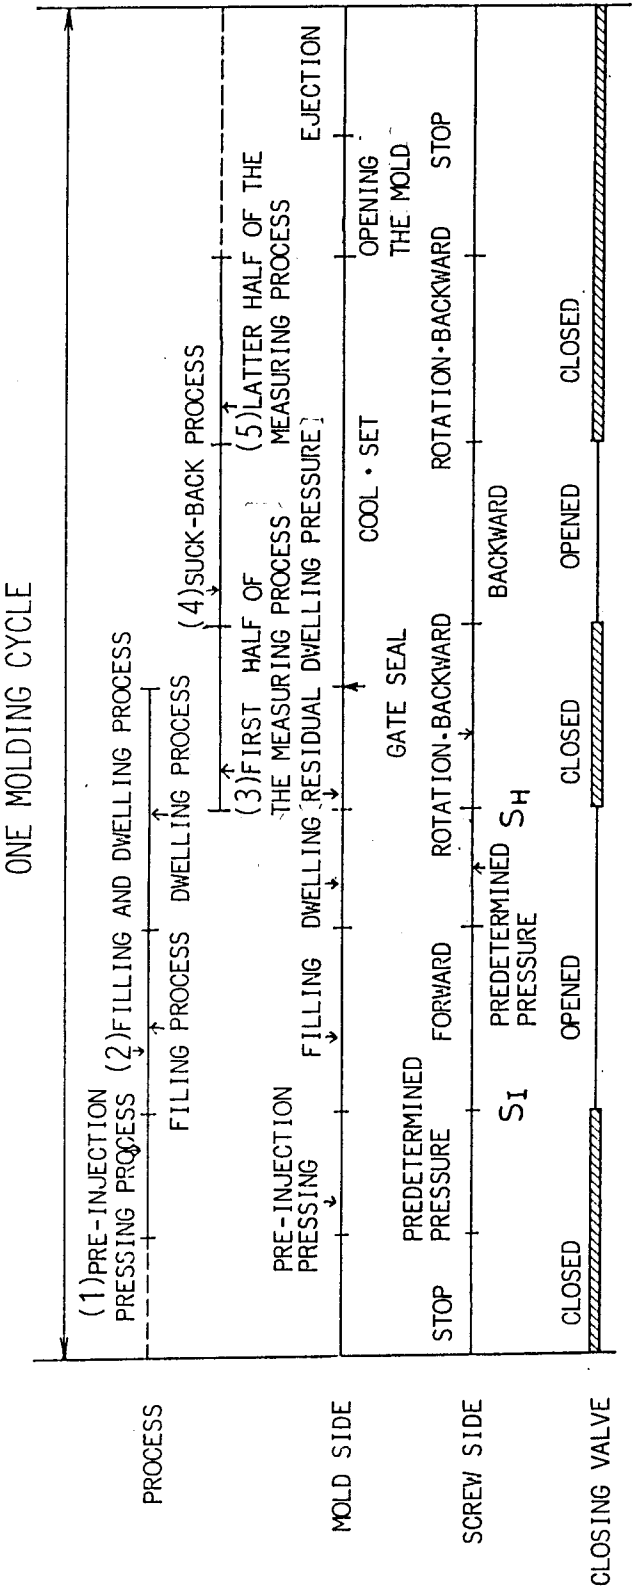 ONE MOLDING CYCLE
PROCESS
(1)PRE-INJECTION
PRESSING PROCESS
(2)FILLING AND DWELLING PROCESS
FILING PROCESS
DWELLING PROCESS
(3)FIRST HALF OF
THE MEASURING PROCESS
(4)SUCK-BACK PROCESS
(5)LATTER HALF OF THE
MEASURING PROCESS
MOLD SIDE
PRE-INJECTION
PRESSING
FILLING
DWELLING
[RESIDUAL DWELLING PRESSURE]
GATE SEAL
COOL・SET
OPENING
THE MOLD
EJECTION
SCREW SIDE
STOP
PREDETERMINED
PRESSURE
FORWARD
PREDETERMINED
PRESSURE
ROTATION・BACKWARD
BACKWARD
ROTATION・BACKWARD
STOP
SI
SH
CLOSING VALVE
CLOSED
OPENED
CLOSED
OPENED
CLOSED